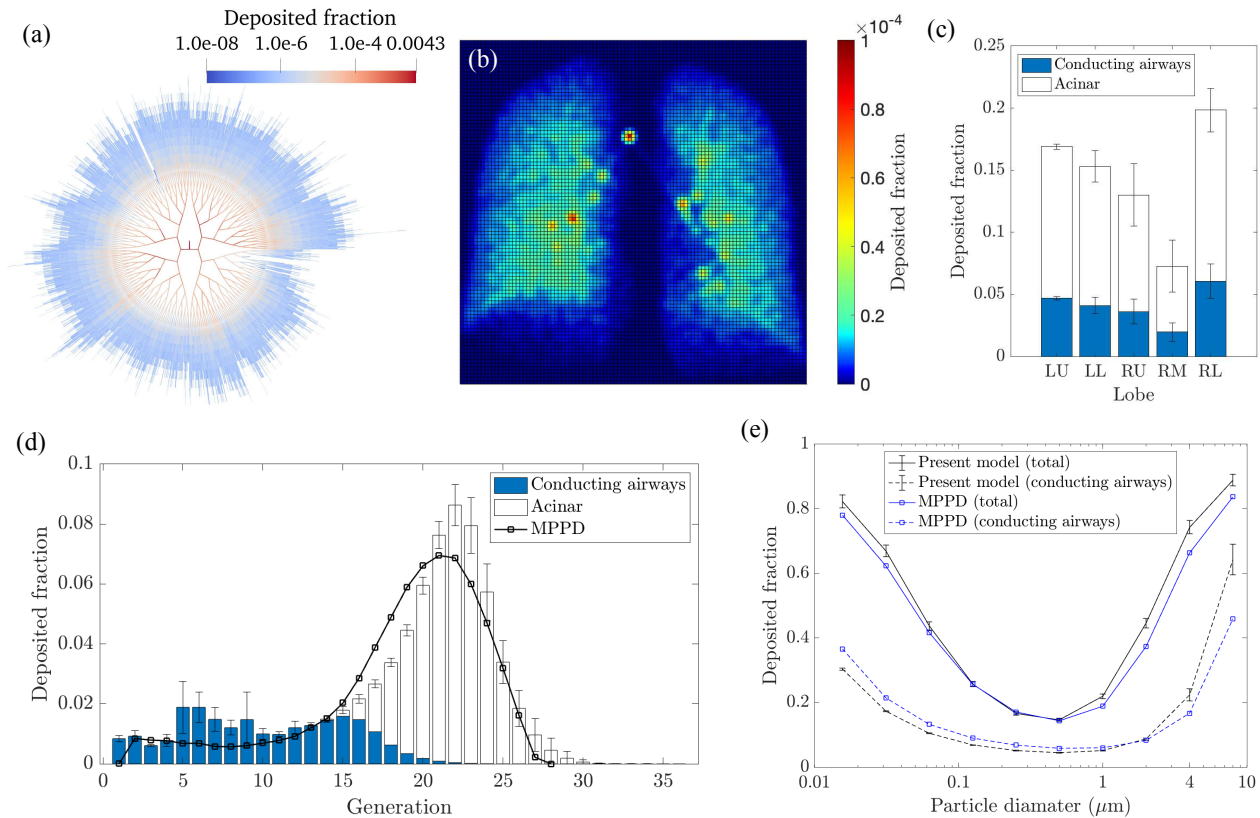 (a)
Deposited fraction
1.0e-08 1.0e-6 1.0e-4 0.0043
(b)
×10⁻⁴
1
0.8
0.6
0.4
0.2
0
Deposited fraction
(c)
0.25
0.2
0.15
0.1
0.05
0
Deposited fraction
Conducting airways
Acinar
LU LL RU RM RL
Lobe
(d)
0.1
0.08
0.06
0.04
0.02
0
Deposited fraction
Conducting airways
Acinar
MPPD
0 5 10 15 20 25 30 35
Generation
(e)
1
0.8
0.6
0.4
0.2
0
Deposited fraction
Present model (total)
Present model (conducting airways)
MPPD (total)
MPPD (conducting airways)
0.01 0.1 1 4 10
Particle diamater (μm)